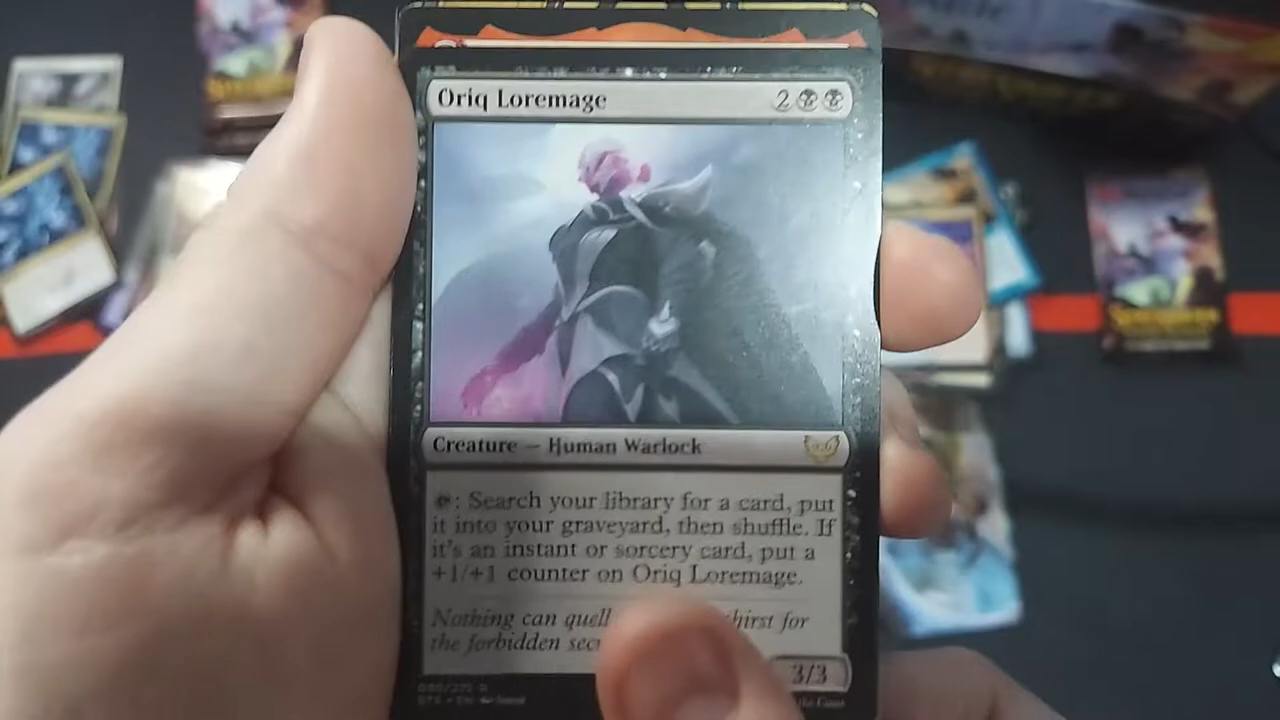 Oriq Loremage 2
Creature — Human Warlock
: Search your library for a card, put
it into your graveyard, then shuffle. If
it's an instant or sorcery card, put a
+1/+1 counter on Oriq Loremage.
Nothing can quell thirst for
the forbidden
3/3